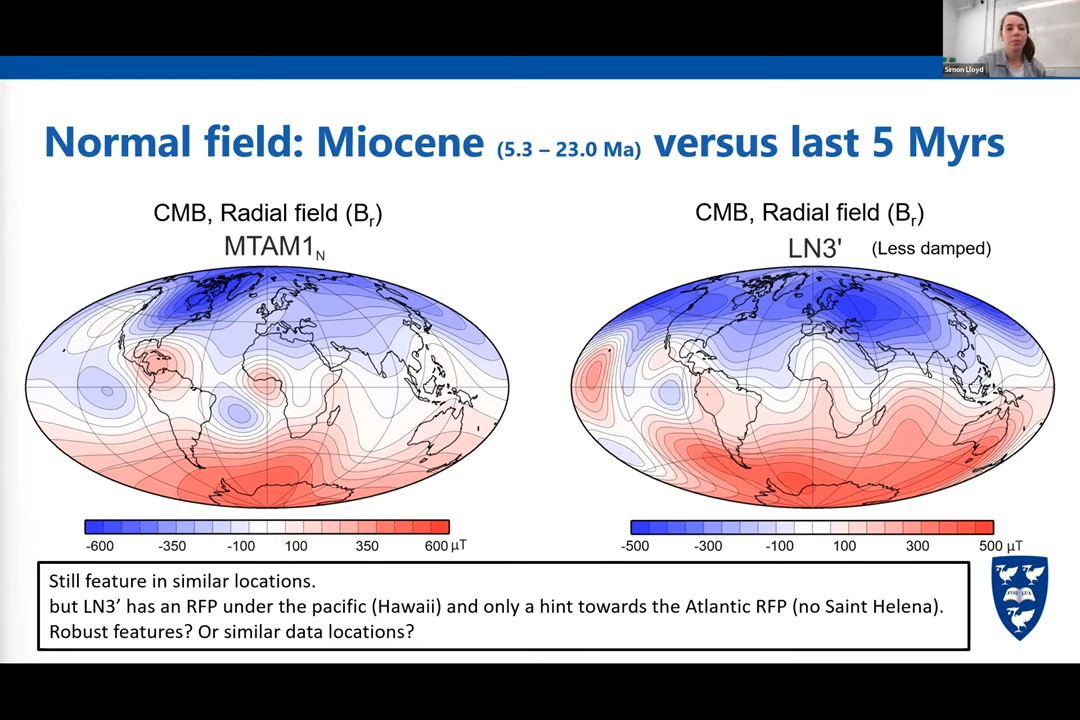 Simon Lloyd
Normal field: Miocene (5.3 – 23.0 Ma) versus last 5 Myrs
CMB, Radial field (Br)
MTAM1N
CMB, Radial field (Br)
LN3' (Less damped)
-600 -350 -100 100 350 600 µT
-500 -300 -100 100 300 500 µT
Still feature in similar locations.
but LN3’ has an RFP under the pacific (Hawaii) and only a hint towards the Atlantic RFP (no Saint Helena).
Robust features? Or similar data locations?